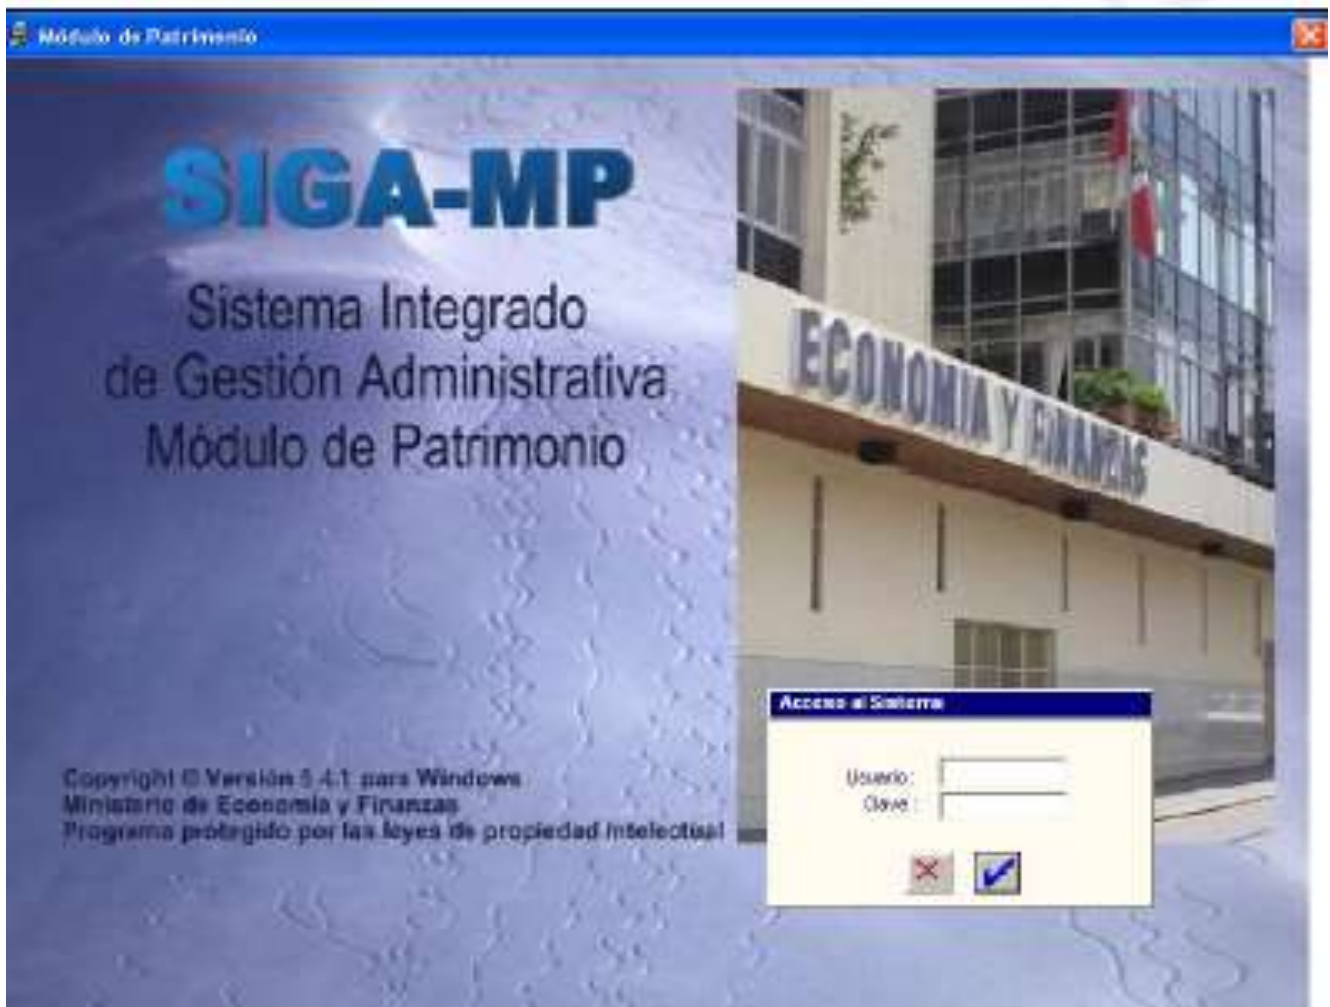 Módulo de Patrimonio
SIGA-MP
Sistema Integrado
de Gestión Administrativa
Módulo de Patrimonio
ECONOMIA Y FINANZAS
Acceso al Sistema
Usuario:
Clave:
Copyright © Versión 5.4.1 para Windows
Ministerio de Economía y Finanzas
Programa protegido por las leyes de propiedad intelectual